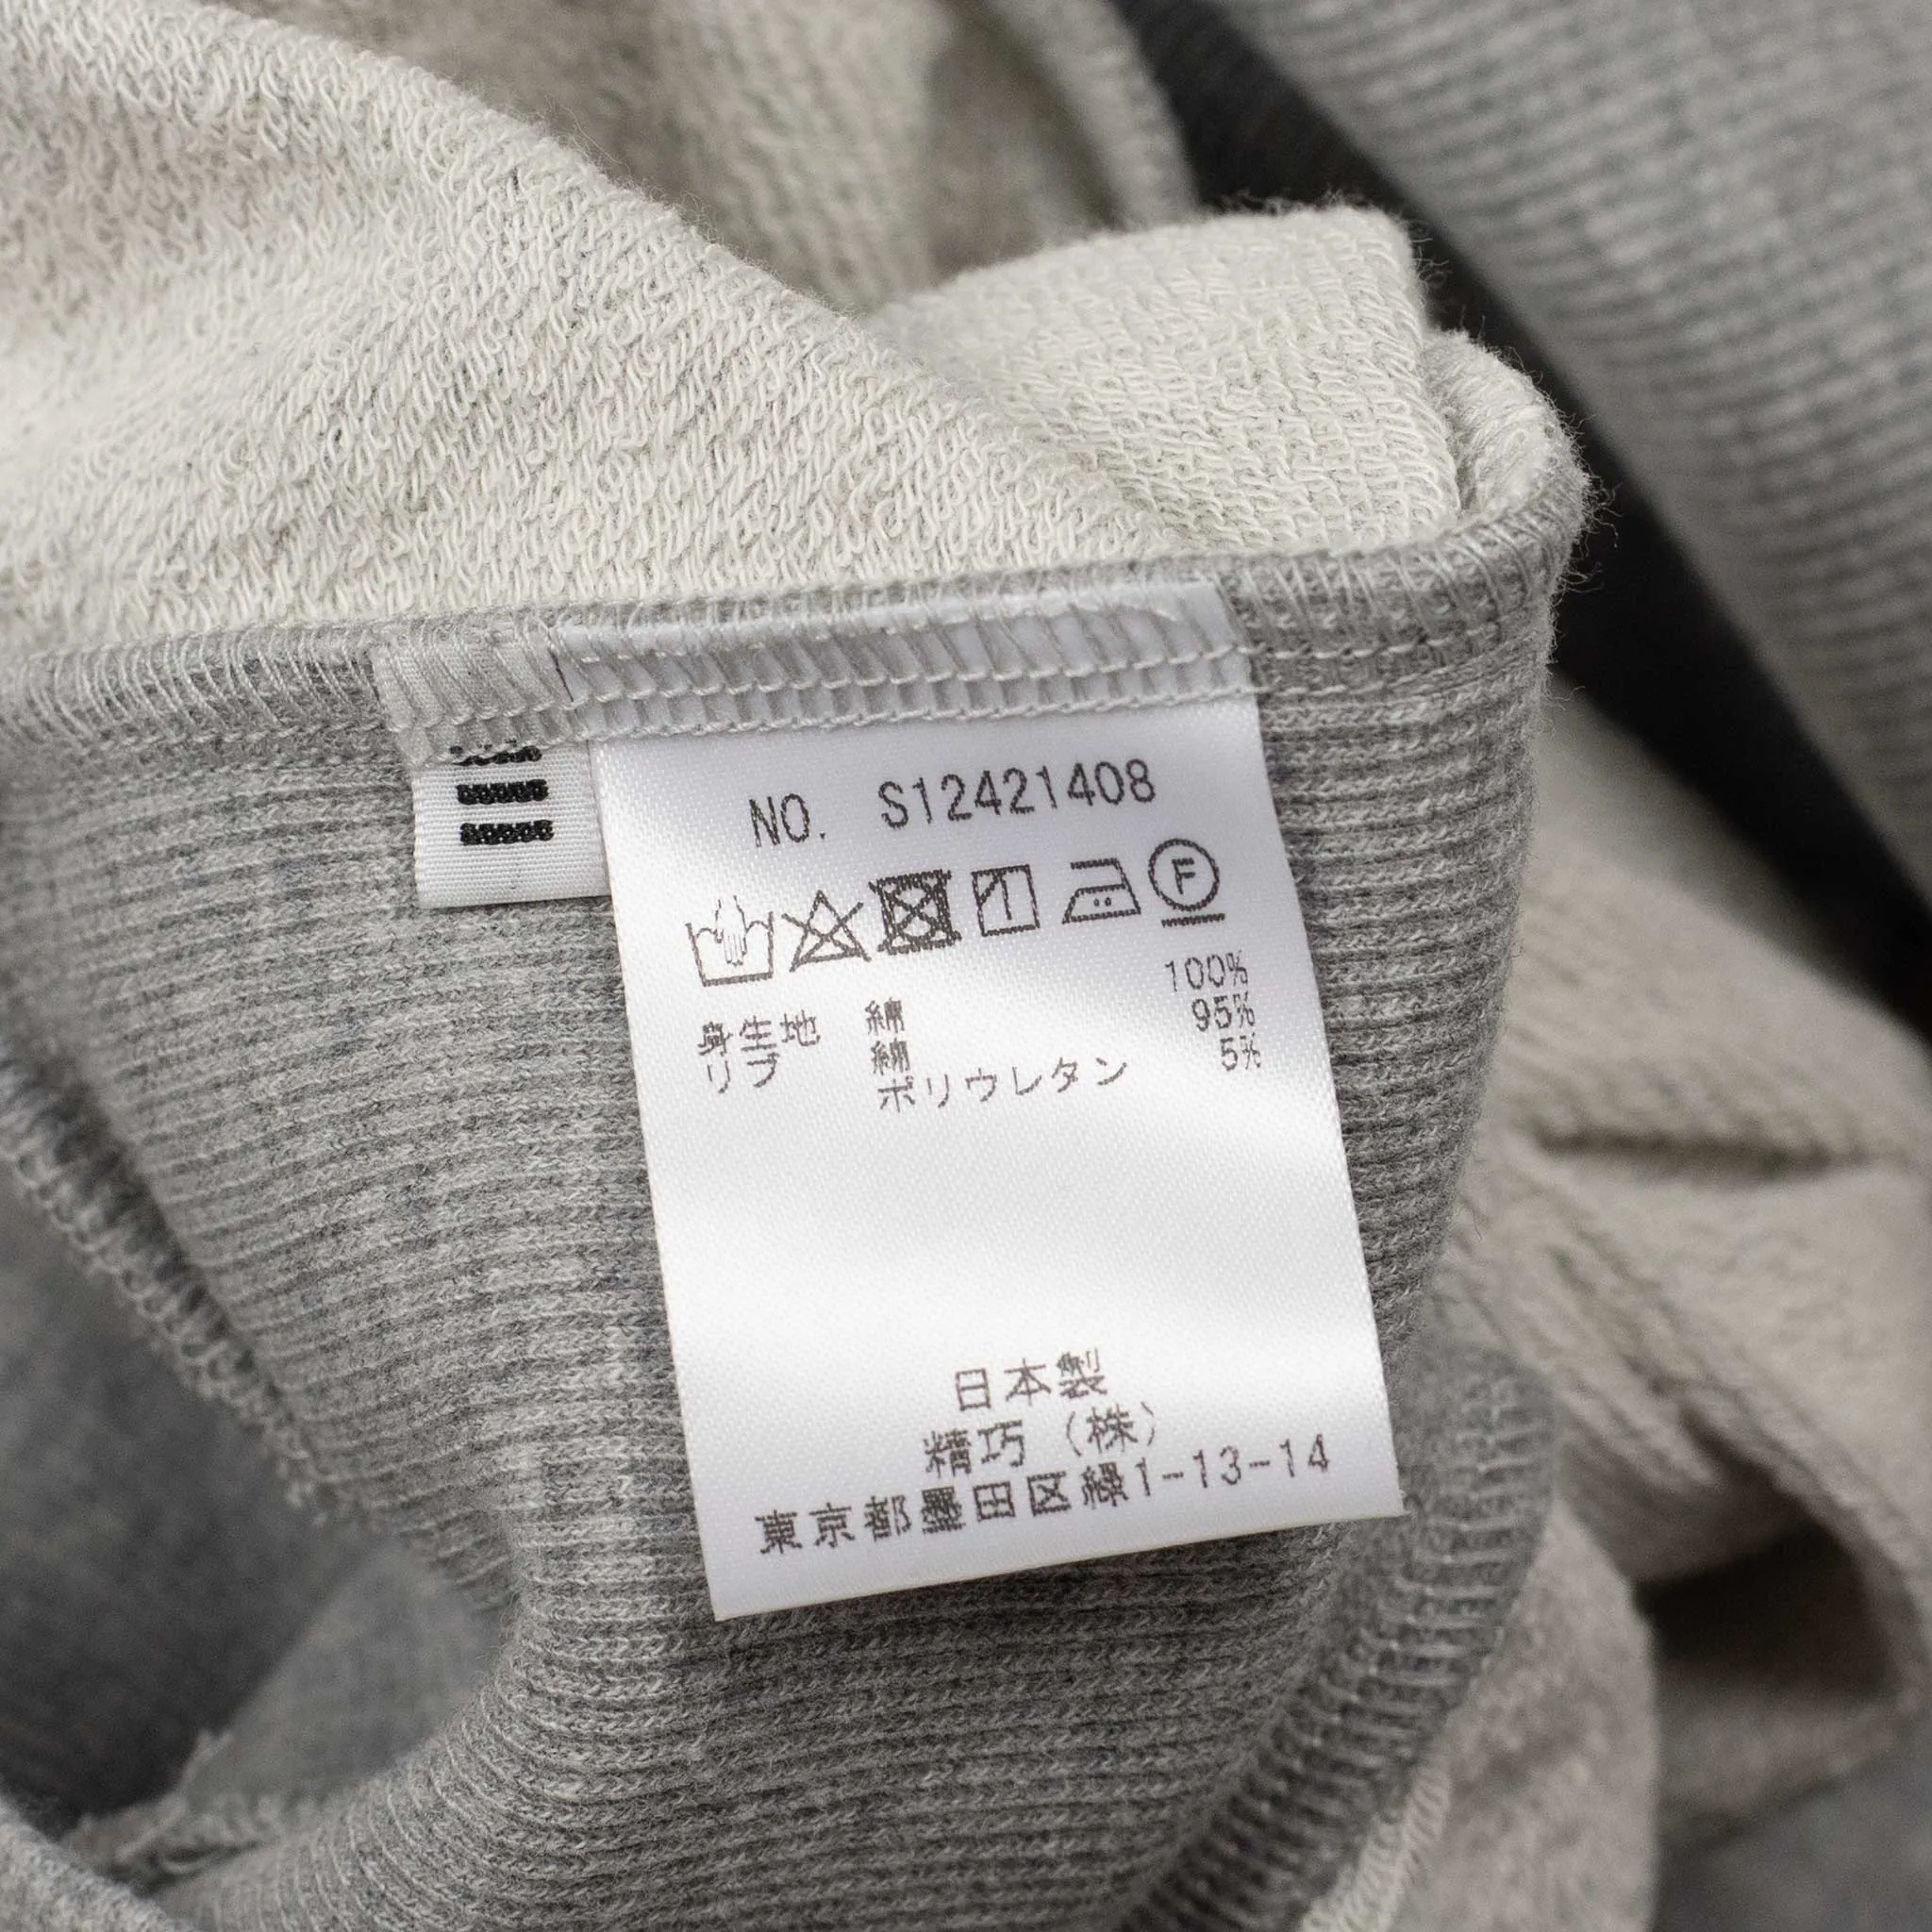 NO. S12421408
F
100%
身生地 綿 95%
リブ 綿 5%
ポリウレタン
日本製
精巧（株）
東京都墨田区緑1-13-14